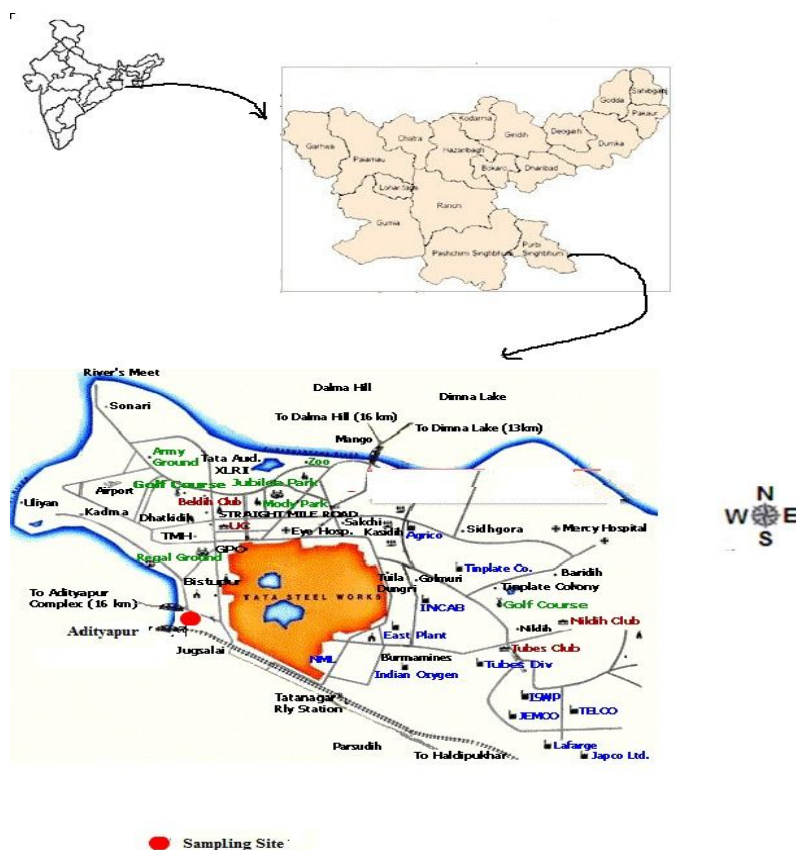 Sahibganj
Godda
Pakaur
Kodarma
Deogarh
Giridih
Dumka
Garhwa
Chatra
Palamau
Hazaribagh
Bokaro
Dhanbad
Ranchi
Gumla
Purbi
Singhbhum
Pashchimi Singhbhum
River's Meet
Dalma Hill
Dimna Lake
Sonari
To Dalma Hill (16 km)
To Dimna Lake (13km)
Mango
Army
Ground
Tata Aud.
XLRI
Zoo
Airport
Golf Course
Jubilee Park
Uliyan
Kadma
Beldih Club
Mody Park
Dhatkidih
STRAIGHT MILE ROAD
UC
Sakchi
TMH
Eye Hosp.
Kasidih
Agrico
Sidhgora
Mercy Hospital
GPO
Regal Ground
Tinplate Co.
Baridih
Bistupur
Tuila
Dungri
Golmuri
Tinplate Colony
To Adityapur
Complex (16 km)
TATA STEEL WORKS
INCAB
Golf Course
Adityapur
East Plant
Nildih
Nildih Club
Jugsalai
NML
Burmamines
Tubes Club
Indian Oxygen
Tubes Div
Tatanagar
Rly Station
ISWP
JEMCO
TELCO
Parsudih
To Haldipukhar
Lafarge
Japco Ltd.
N
W E
S
Sampling Site